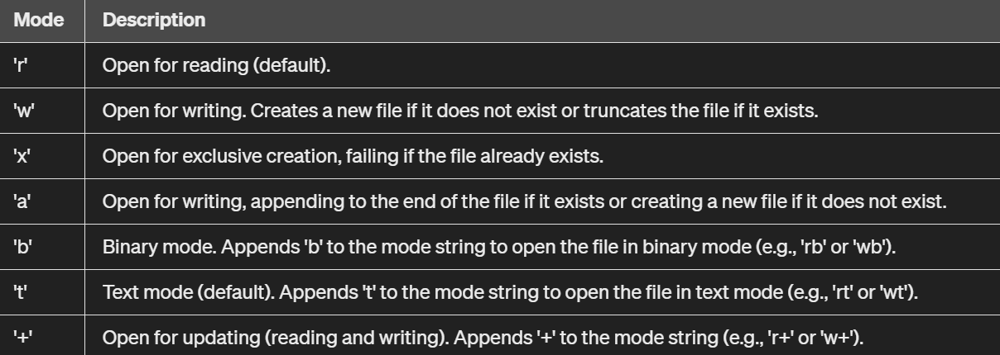 Mode Description
'r' Open for reading (default).
'w' Open for writing. Creates a new file if it does not exist or truncates the file if it exists.
'x' Open for exclusive creation, failing if the file already exists.
'a' Open for writing, appending to the end of the file if it exists or creating a new file if it does not exist.
'b' Binary mode. Appends 'b' to the mode string to open the file in binary mode (e.g., 'rb' or 'wb').
't' Text mode (default). Appends 't' to the mode string to open the file in text mode (e.g., 'rt' or 'wt').
'+' Open for updating (reading and writing). Appends '+' to the mode string (e.g., 'r+' or 'w+').